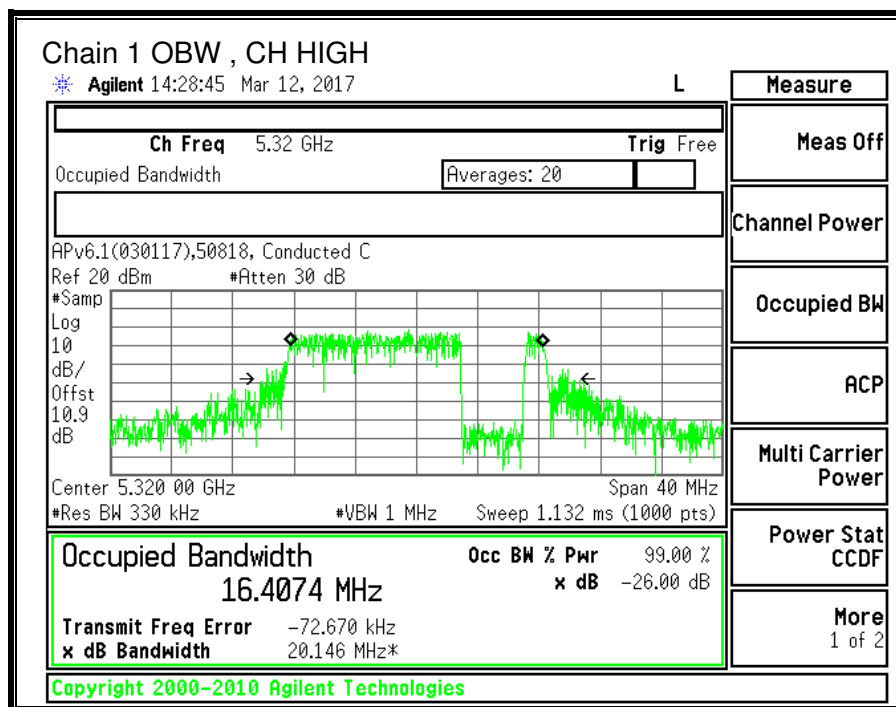 Chain 1 OBW , CH HIGH
Agilent 14:28:45 Mar 12, 2017 L
Measure
Ch Freq 5.32 GHz Trig Free
Meas Off
Occupied Bandwidth Averages: 20
Channel Power
APv6.1(030117),50818, Conducted C
Ref 20 dBm #Atten 30 dB
#Samp
Log
10
dB/
Offst
10.9
dB
Occupied BW
ACP
Multi Carrier
Power
Center 5.320 00 GHz Span 40 MHz
#Res BW 330 kHz #VBW 1 MHz Sweep 1.132 ms (1000 pts)
Power Stat
CCDF
Occupied Bandwidth Occ BW % Pwr 99.00 %
16.4074 MHz x dB -26.00 dB
Transmit Freq Error -72.670 kHz
x dB Bandwidth 20.146 MHz*
More
1 of 2
Copyright 2000-2010 Agilent Technologies